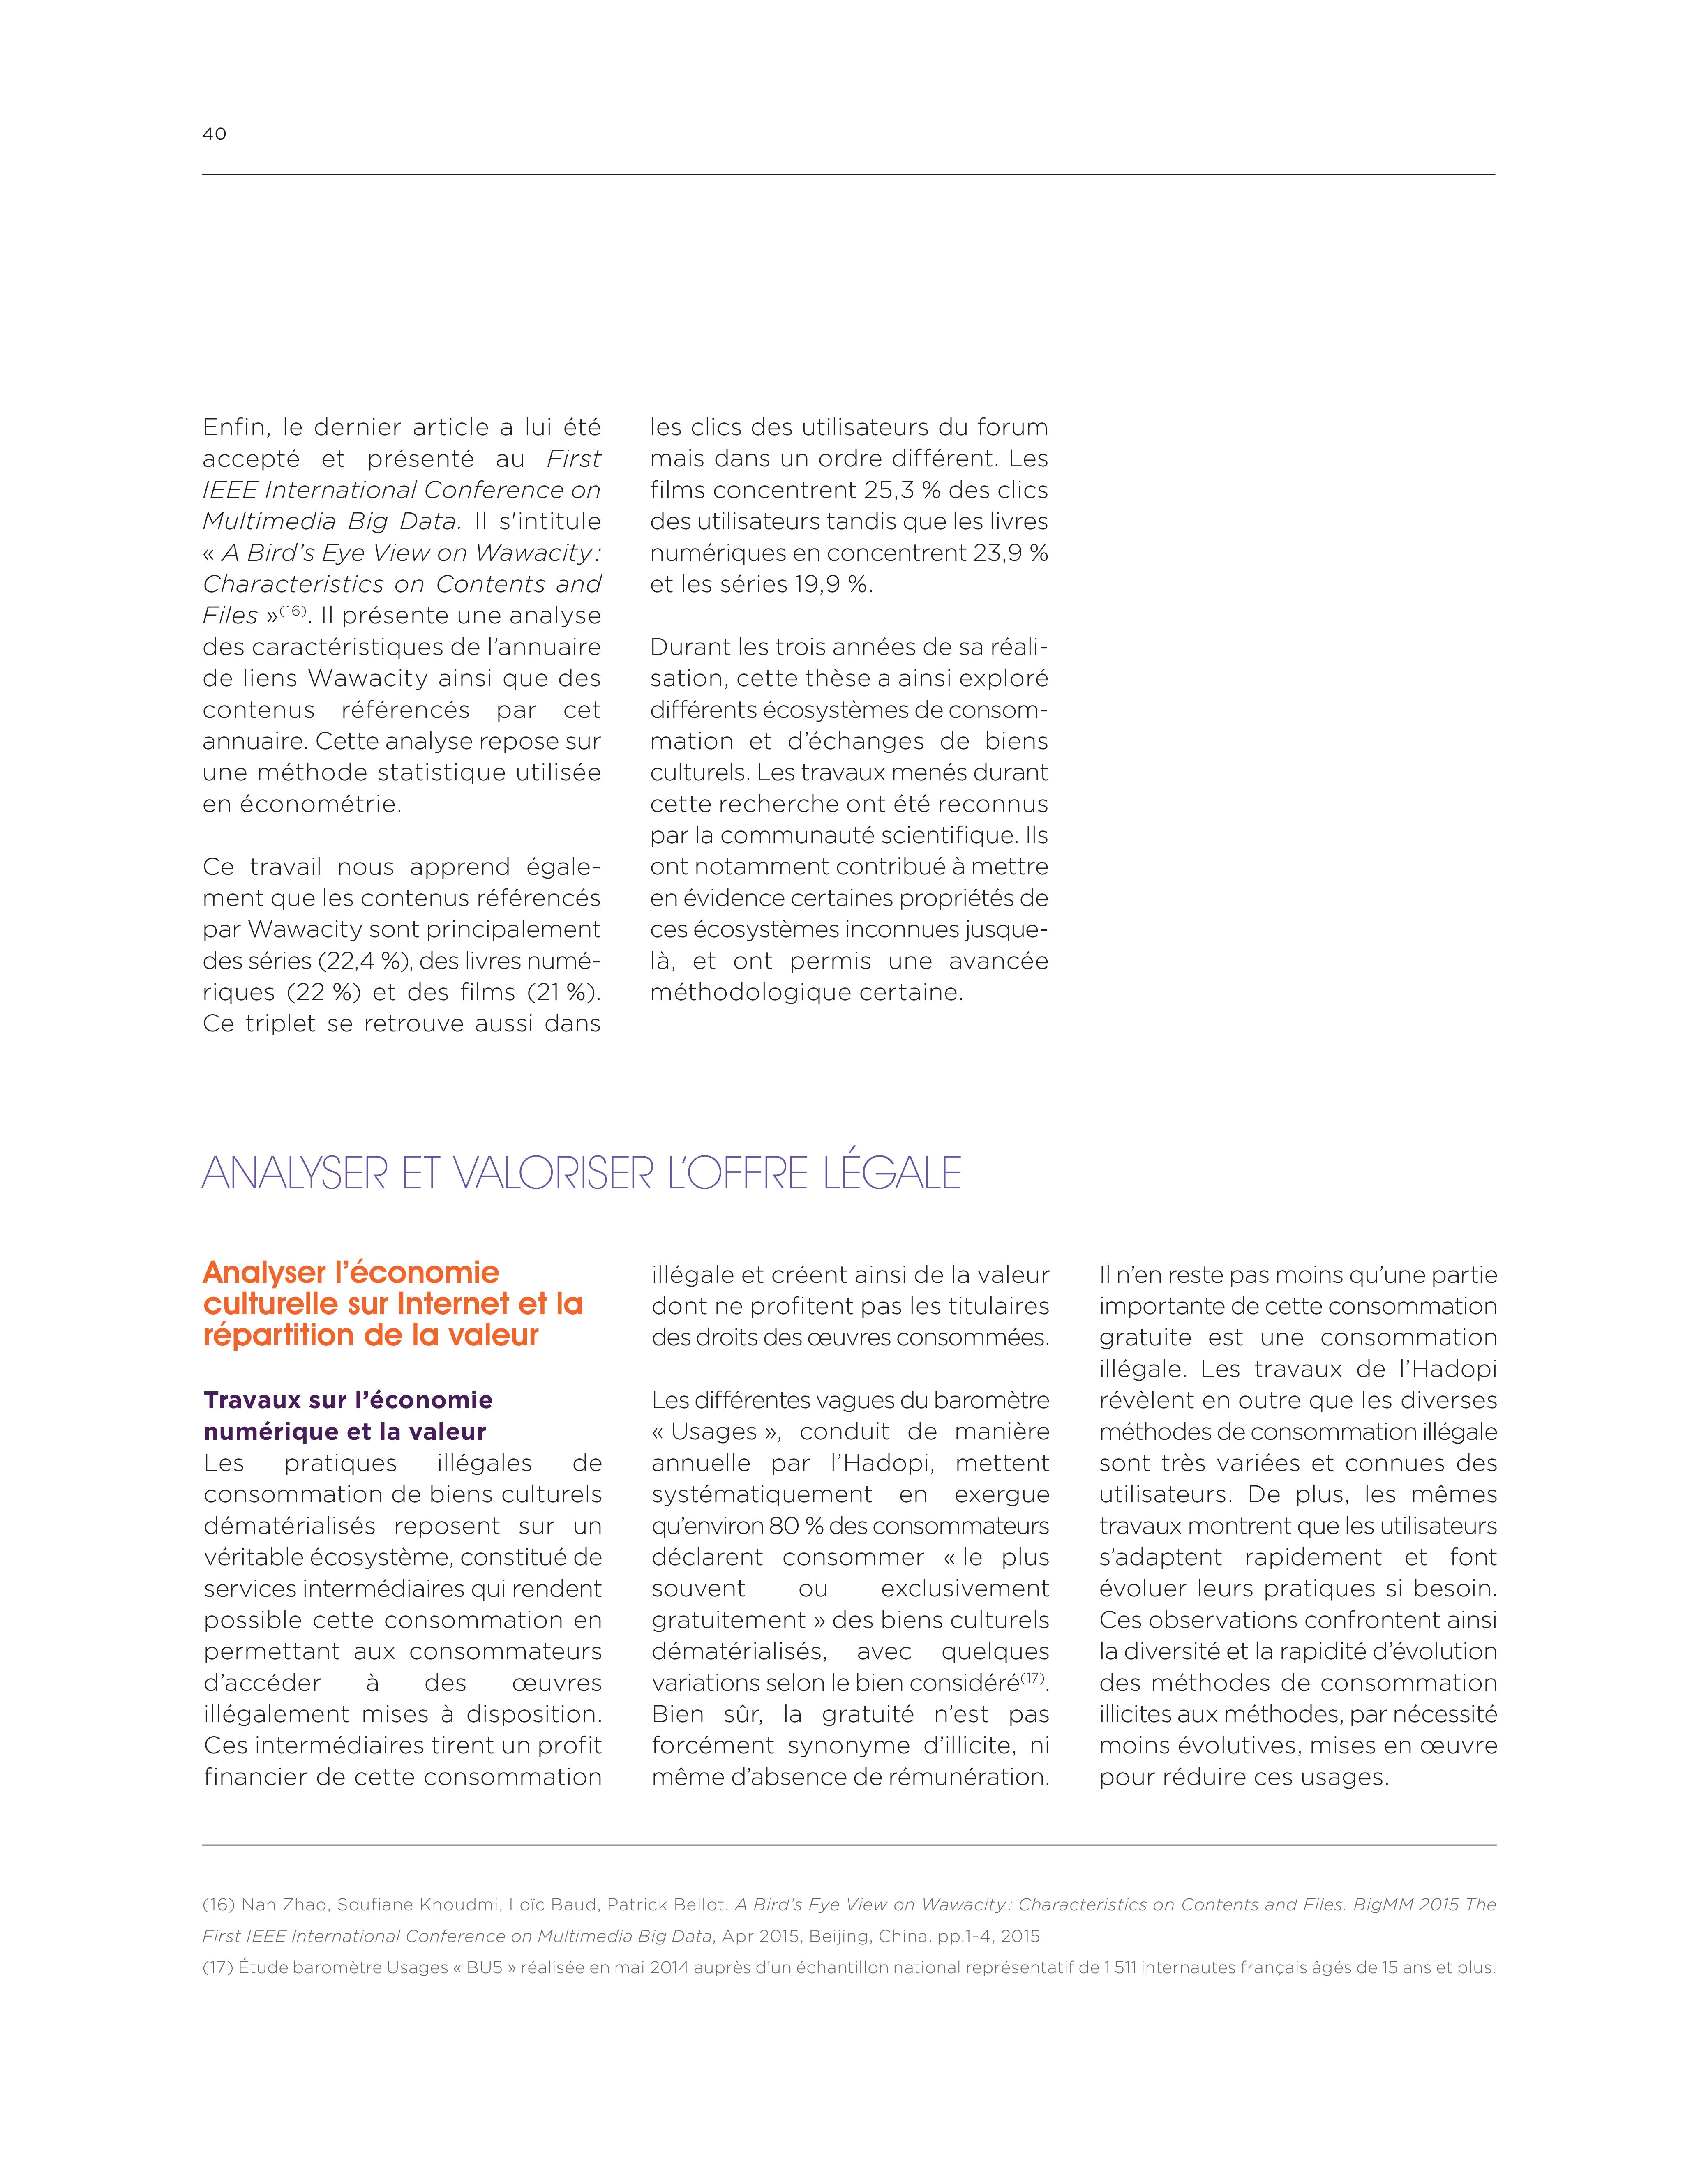 40
Enfin, le dernier article a lui été
accepté et présenté au First
IEEE International Conference on
Multimedia Big Data. Il s'intitule
« A Bird’s Eye View on Wawacity :
Characteristics on Contents and
Files »(16). Il présente une analyse
des caractéristiques de l’annuaire
de liens Wawacity ainsi que des
contenus référencés par cet
annuaire. Cette analyse repose sur
une méthode statistique utilisée
en économétrie.
Ce travail nous apprend égale-
ment que les contenus référencés
par Wawacity sont principalement
des séries (22,4 %), des livres numé-
riques (22 %) et des films (21 %).
Ce triplet se retrouve aussi dans
les clics des utilisateurs du forum
mais dans un ordre différent. Les
films concentrent 25,3 % des clics
des utilisateurs tandis que les livres
numériques en concentrent 23,9 %
et les séries 19,9 %.
Durant les trois années de sa réali-
sation, cette thèse a ainsi exploré
différents écosystèmes de consom-
mation et d’échanges de biens
culturels. Les travaux menés durant
cette recherche ont été reconnus
par la communauté scientifique. Ils
ont notamment contribué à mettre
en évidence certaines propriétés de
ces écosystèmes inconnues jusque-
là, et ont permis une avancée
méthodologique certaine.
ANALYSER ET VALORISER L’OFFRE LÉGALE
Analyser l’économie
culturelle sur Internet et la
répartition de la valeur
Travaux sur l’économie
numérique et la valeur
Les pratiques illégales de
consommation de biens culturels
dématérialisés reposent sur un
véritable écosystème, constitué de
services intermédiaires qui rendent
possible cette consommation en
permettant aux consommateurs
d’accéder à des œuvres
illégalement mises à disposition.
Ces intermédiaires tirent un profit
financier de cette consommation
illégale et créent ainsi de la valeur
dont ne profitent pas les titulaires
des droits des œuvres consommées.
Les différentes vagues du baromètre
« Usages », conduit de manière
annuelle par l’Hadopi, mettent
systématiquement en exergue
qu’environ 80 % des consommateurs
déclarent consommer « le plus
souvent ou exclusivement
gratuitement » des biens culturels
dématérialisés, avec quelques
variations selon le bien considéré(17).
Bien sûr, la gratuité n’est pas
forcément synonyme d’illicite, ni
même d’absence de rémunération.
Il n’en reste pas moins qu’une partie
importante de cette consommation
gratuite est une consommation
illégale. Les travaux de l’Hadopi
révèlent en outre que les diverses
méthodes de consommation illégale
sont très variées et connues des
utilisateurs. De plus, les mêmes
travaux montrent que les utilisateurs
s’adaptent rapidement et font
évoluer leurs pratiques si besoin.
Ces observations confrontent ainsi
la diversité et la rapidité d’évolution
des méthodes de consommation
illicites aux méthodes, par nécessité
moins évolutives, mises en œuvre
pour réduire ces usages.
(16) Nan Zhao, Soufiane Khoudmi, Loïc Baud, Patrick Bellot. A Bird’s Eye View on Wawacity : Characteristics on Contents and Files. BigMM 2015 The
First IEEE International Conference on Multimedia Big Data, Apr 2015, Beijing, China. pp.1-4, 2015
(17) Étude baromètre Usages « BU5 » réalisée en mai 2014 auprès d’un échantillon national représentatif de 1 511 internautes français âgés de 15 ans et plus.